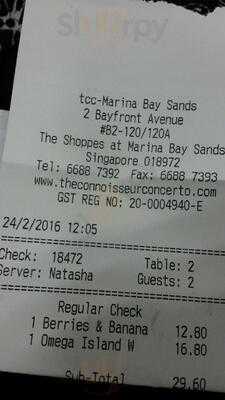 sluurpy
tcc-Marina Bay Sands
2 Bayfront Avenue
#B2-120/120A
The Shoppes at Marina Bay Sands
Singapore 018972
Tel: 6688 7392 Fax: 6688 7393
www.theconnoisseurconcerto.com
GST REG NO: 20-0004940-E
24/2/2016 12:05
Check: 18472 Table: 2
Server: Natasha Guests: 2
Regular Check
1 Berries & Banana 12.80
1 Omega Island W 16.80
Sub-Total 29.60